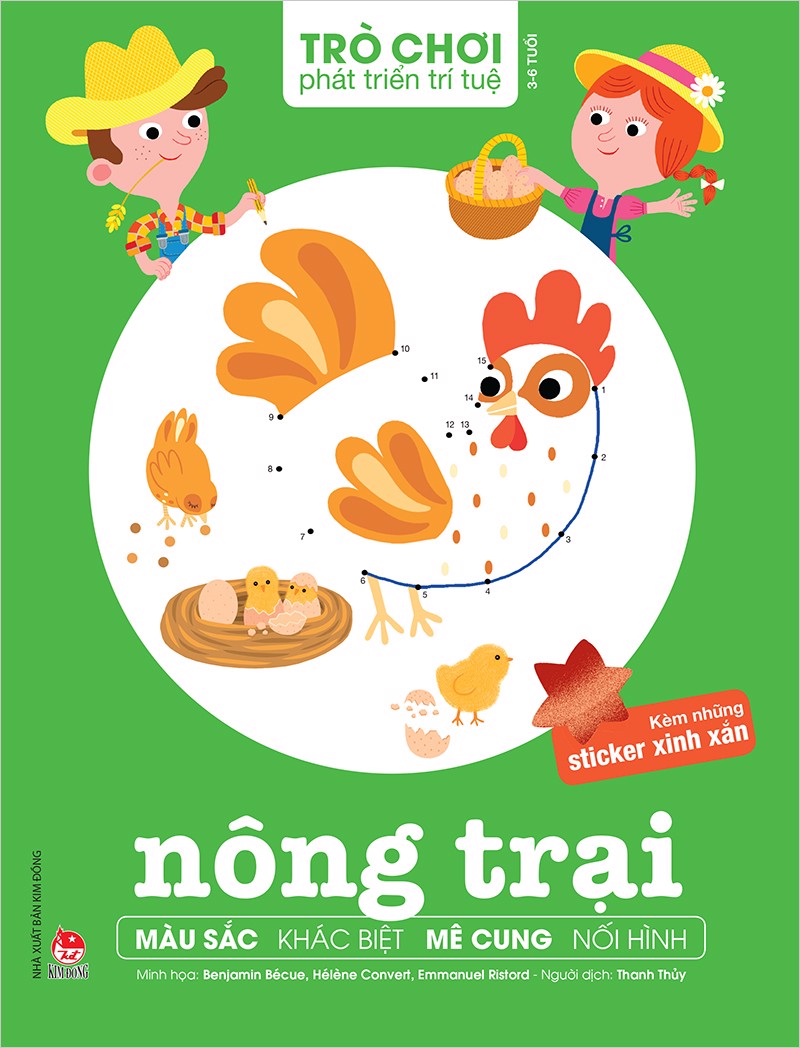 TRÒ CHƠI
phát triển trí tuệ
3-6 TUỔI
15
1
10
11
14
9
12
13
2
8
7
3
6
5
4
Kèm những
sticker xinh xắn
nông trại
MÀU SẮC KHÁC BIỆT MÊ CUNG NỐI HÌNH
Minh họa: Benjamin Bécue, Hélène Convert, Emmanuel Ristord - Người dịch: Thanh Thủy
NHÀ XUẤT BẢN KIM ĐỒNG
KIM ĐỒNG